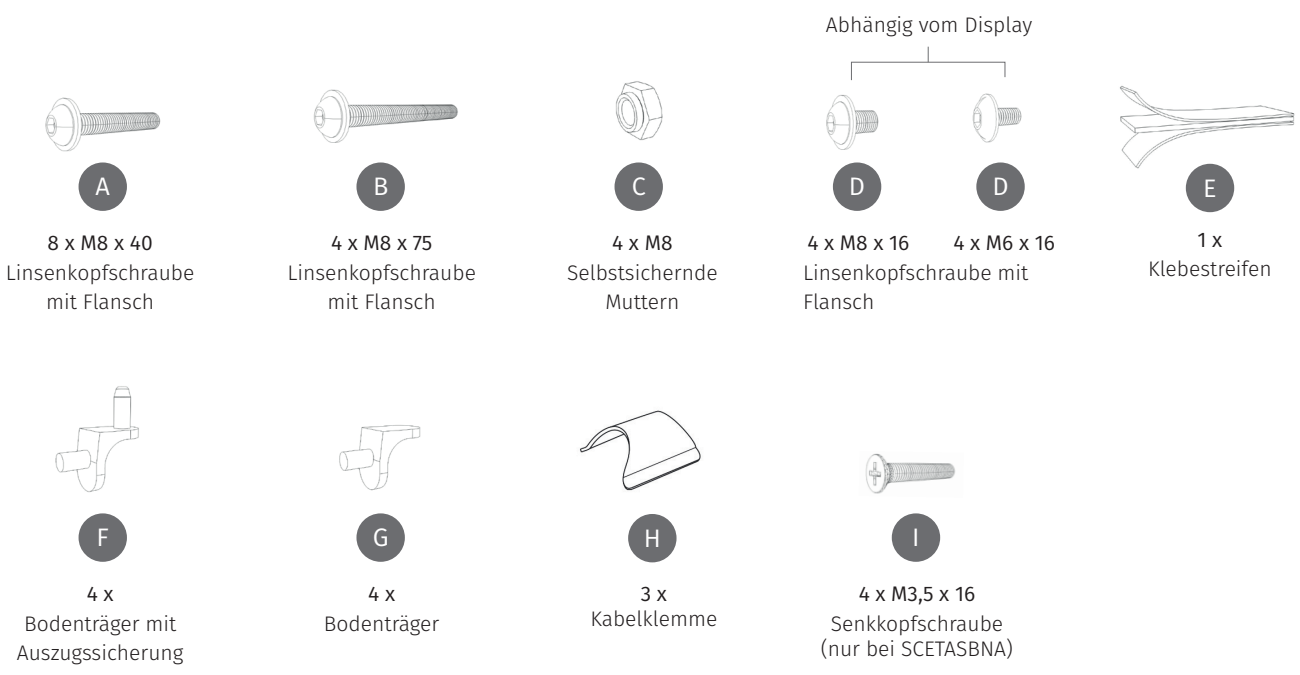 Abhängig vom Display
A
8 x M8 x 40
Linsenkopfschraube
mit Flansch
B
4 x M8 x 75
Linsenkopfschraube
mit Flansch
C
4 x M8
Selbstsichernde
Muttern
D
D
4 x M8 x 16
4 x M6 x 16
Linsenkopfschraube mit
Flansch
E
1 x
Klebestreifen
F
4 x
Bodenträger mit
Auszugssicherung
G
4 x
Bodenträger
H
3 x
Kabelklemme
I
4 x M3,5 x 16
Senkkopfschraube
(nur bei SCETASBNA)